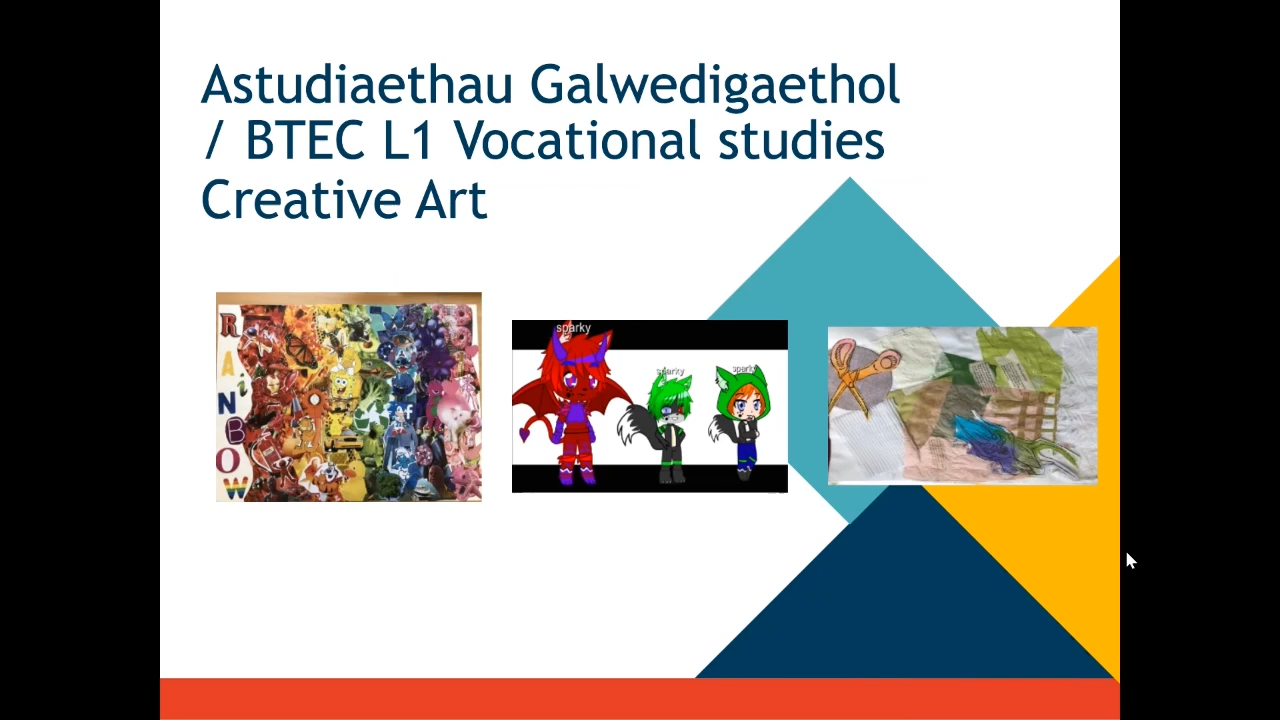 Astudiaethau Galwedigaethol
/ BTEC L1 Vocational studies
Creative Art
RAiNBOW
sparky
sparky
sparky